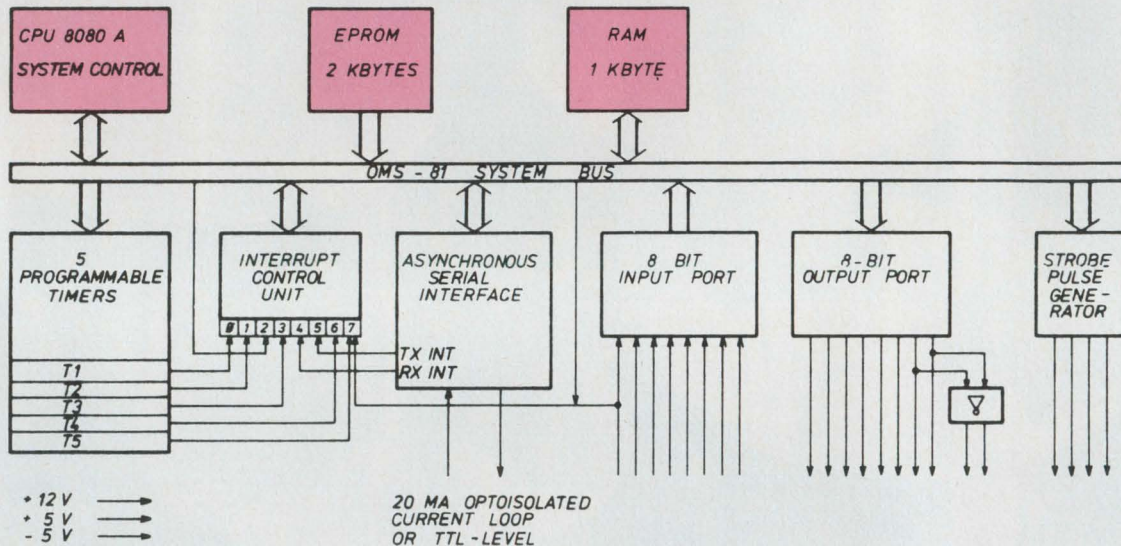 CPU 8080 A
SYSTEM CONTROL
EPROM
2 KBYTES
RAM
1 KBYTE
OMS - 81 SYSTEM BUS
5
PROGRAMMABLE
TIMERS
T1
T2
T3
T4
T5
INTERRUPT
CONTROL
UNIT
0 1 2 3 4 5 6 7
ASYNCHRONOUS
SERIAL
INTERFACE
TX INT
RX INT
8 BIT
INPUT PORT
8-BIT
OUTPUT PORT
STROBE
PULSE
GENE-
RATOR
+ 12 V
+ 5 V
- 5 V
20 MA OPTOISOLATED
CURRENT LOOP
OR TTL-LEVEL